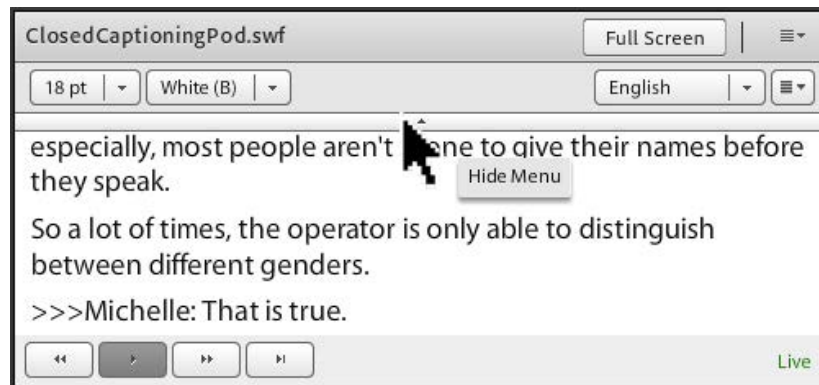 ClosedCaptioningPod.swf Full Screen
18 pt White (B) English
especially, most people aren't to give their names before
they speak.
Hide Menu
So a lot of times, the operator is only able to distinguish
between different genders.
>>>Michelle: That is true.
Live